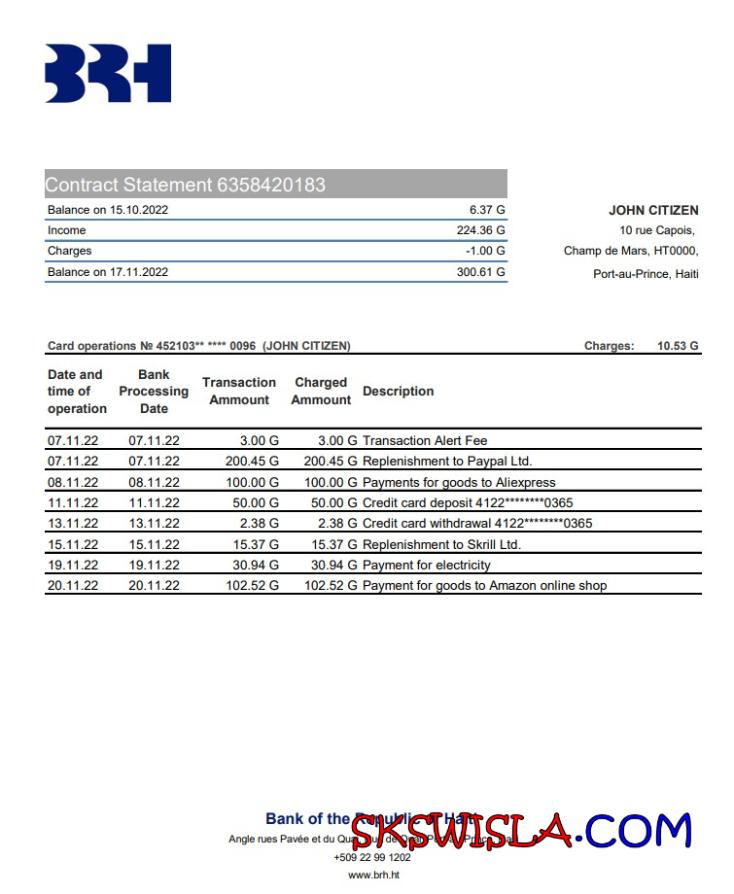 BRH
Contract Statement 6358420183
Balance on 15.10.2022 6.37 G
Income 224.36 G
Charges -1.00 G
Balance on 17.11.2022 300.61 G
JOHN CITIZEN
10 rue Capois,
Champ de Mars, HT0000,
Port-au-Prince, Haiti
Card operations № 452103** **** 0096 (JOHN CITIZEN) Charges: 10.53 G
Date and time of operation Bank Processing Date Transaction Ammount Charged Ammount Description
07.11.22 07.11.22 3.00 G 3.00 G Transaction Alert Fee
07.11.22 07.11.22 200.45 G 200.45 G Replenishment to Paypal Ltd.
08.11.22 08.11.22 100.00 G 100.00 G Payments for goods to Aliexpress
11.11.22 11.11.22 50.00 G 50.00 G Credit card deposit 4122********0365
13.11.22 13.11.22 2.38 G 2.38 G Credit card withdrawal 4122********0365
15.11.22 15.11.22 15.37 G 15.37 G Replenishment to Skrill Ltd.
19.11.22 19.11.22 30.94 G 30.94 G Payment for electricity
20.11.22 20.11.22 102.52 G 102.52 G Payment for goods to Amazon online shop
Bank of the Republic of Haiti
SKSWISLA.COM
Angle rues Pavée et du
+509 22 99 1202
www.brh.ht